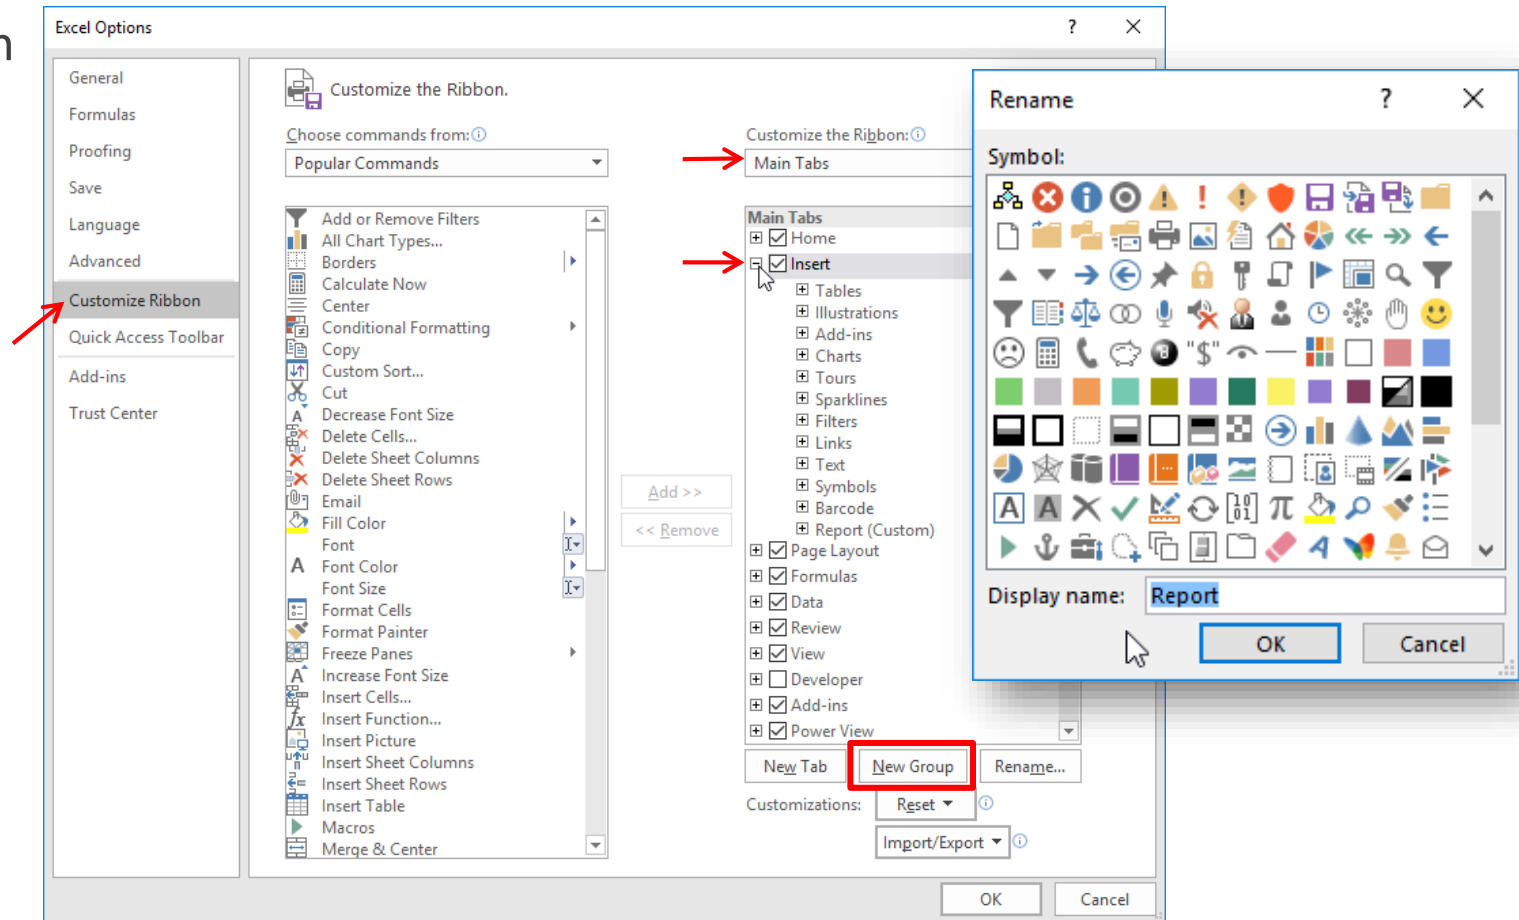 n
Excel Options
?
General
Formulas
Proofing
Save
Language
Advanced
Customize Ribbon
Quick Access Toolbar
Add-ins
Trust Center
Customize the Ribbon.
Choose commands from:
Popular Commands
Add or Remove Filters
All Chart Types...
Borders
Calculate Now
Center
Conditional Formatting
Copy
Custom Sort...
Cut
Decrease Font Size
Delete Cells...
Delete Sheet Columns
Delete Sheet Rows
Email
Fill Color
Font
Font Color
Font Size
Format Cells
Format Painter
Freeze Panes
Increase Font Size
Insert Cells...
Insert Function...
Insert Picture
Insert Sheet Columns
Insert Sheet Rows
Insert Table
Macros
Merge & Center
Add >>
<< Remove
Customize the Ribbon:
Main Tabs
Main Tabs
Home
Insert
Tables
Illustrations
Add-ins
Charts
Tours
Sparklines
Filters
Links
Text
Symbols
Barcode
Report (Custom)
Page Layout
Formulas
Data
Review
View
Developer
Add-ins
Power View
New Tab
New Group
Rename...
Customizations:
Reset
Import/Export
OK
Cancel
Rename
?
Symbol:
Display name:
Report
OK
Cancel